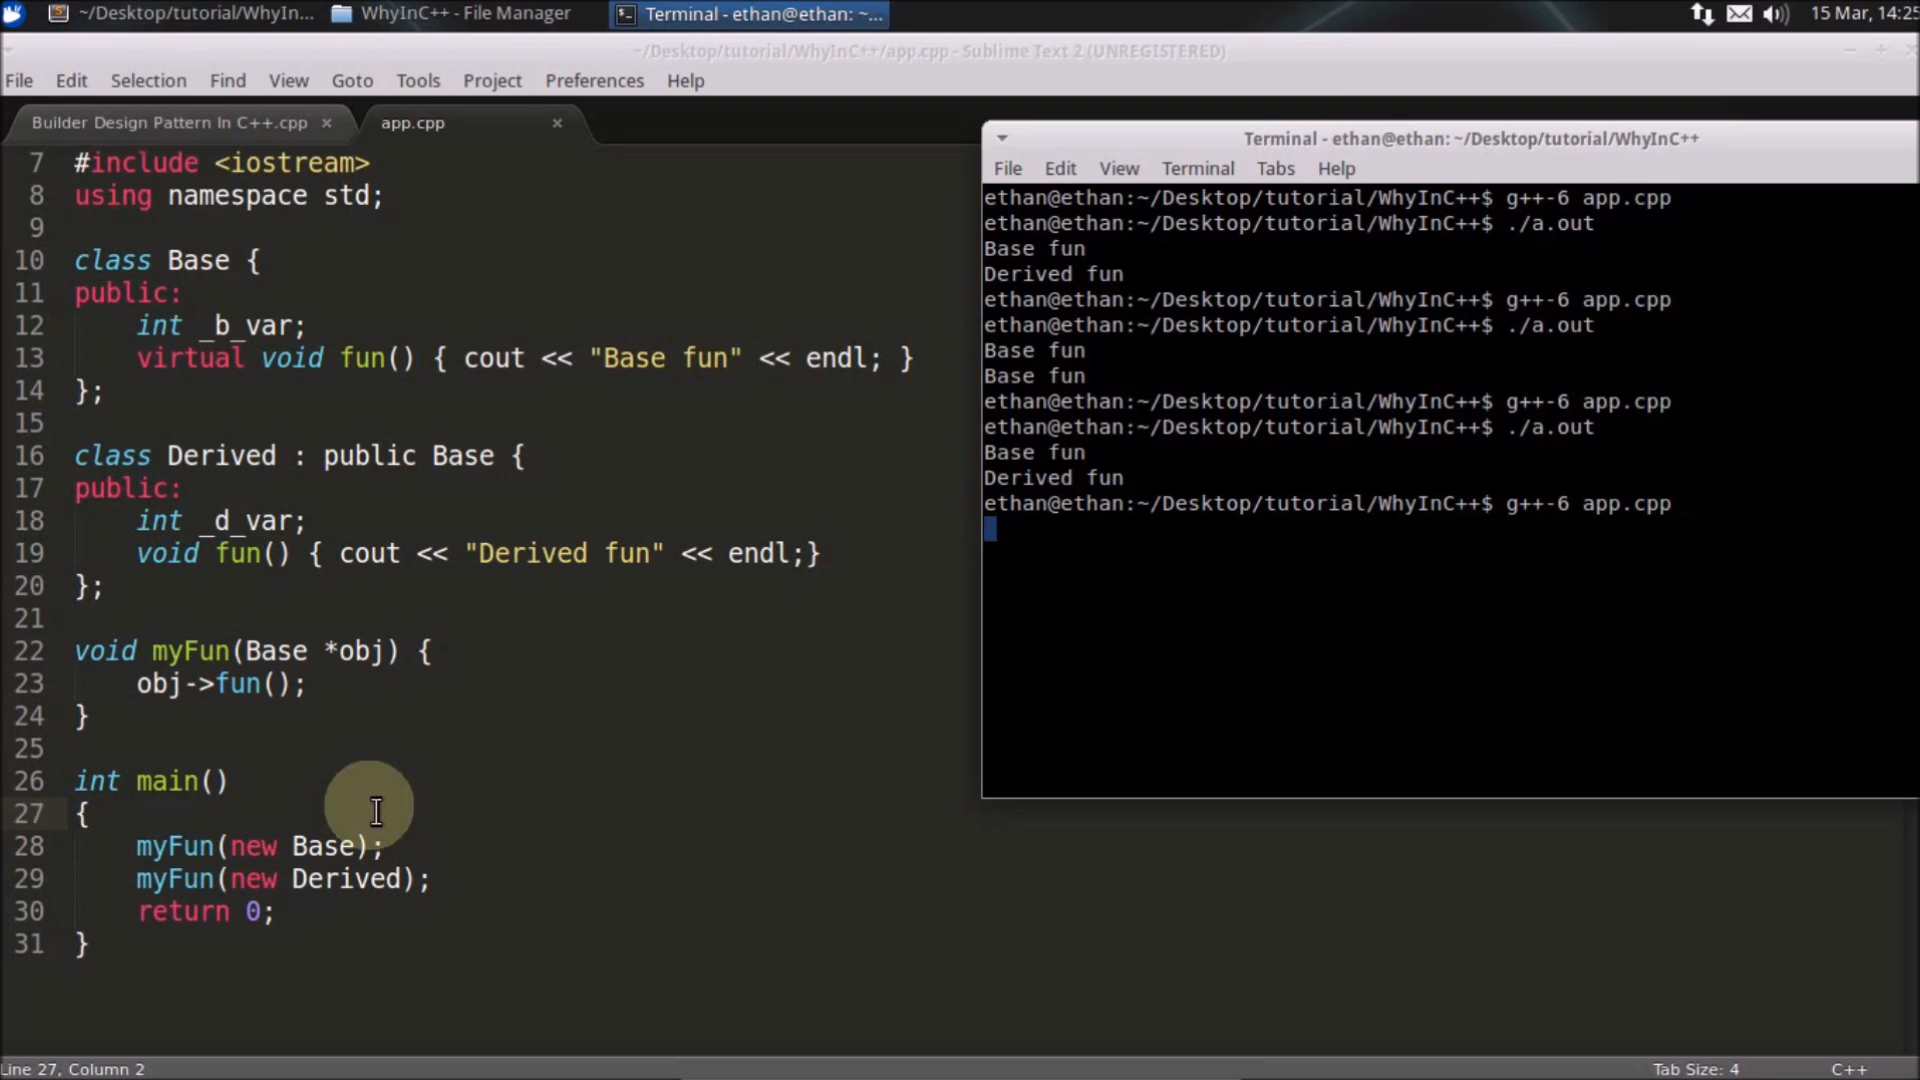 ~/Desktop/tutorial/WhyIn... WhyInC++ - File Manager Terminal - ethan@ethan: ~... 15 Mar, 14:25
~/Desktop/tutorial/WhyInC++/app.cpp - Sublime Text 2 (UNREGISTERED)
File Edit Selection Find View Goto Tools Project Preferences Help
Builder Design Pattern In C++.cpp × app.cpp ×
7 #include <iostream>
8 using namespace std;
9
10 class Base {
11 public:
12     int _b_var;
13     virtual void fun() { cout << "Base fun" << endl; }
14 };
15
16 class Derived : public Base {
17 public:
18     int _d_var;
19     void fun() { cout << "Derived fun" << endl;}
20 };
21
22 void myFun(Base *obj) {
23     obj->fun();
24 }
25
26 int main()
27 {
28     myFun(new Base);
29     myFun(new Derived);
30     return 0;
31 }
Terminal - ethan@ethan: ~/Desktop/tutorial/WhyInC++
File Edit View Terminal Tabs Help
ethan@ethan:~/Desktop/tutorial/WhyInC++$ g++-6 app.cpp
ethan@ethan:~/Desktop/tutorial/WhyInC++$ ./a.out
Base fun
Derived fun
ethan@ethan:~/Desktop/tutorial/WhyInC++$ g++-6 app.cpp
ethan@ethan:~/Desktop/tutorial/WhyInC++$ ./a.out
Base fun
Base fun
ethan@ethan:~/Desktop/tutorial/WhyInC++$ g++-6 app.cpp
ethan@ethan:~/Desktop/tutorial/WhyInC++$ ./a.out
Base fun
Derived fun
ethan@ethan:~/Desktop/tutorial/WhyInC++$ g++-6 app.cpp
Line 27, Column 2 Tab Size: 4 C++